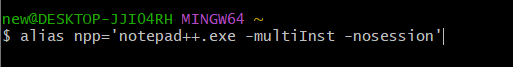 new@DESKTOP-JJIO4RH MINGW64 ~
$ alias npp='notepad++.exe -multiInst -nosession'